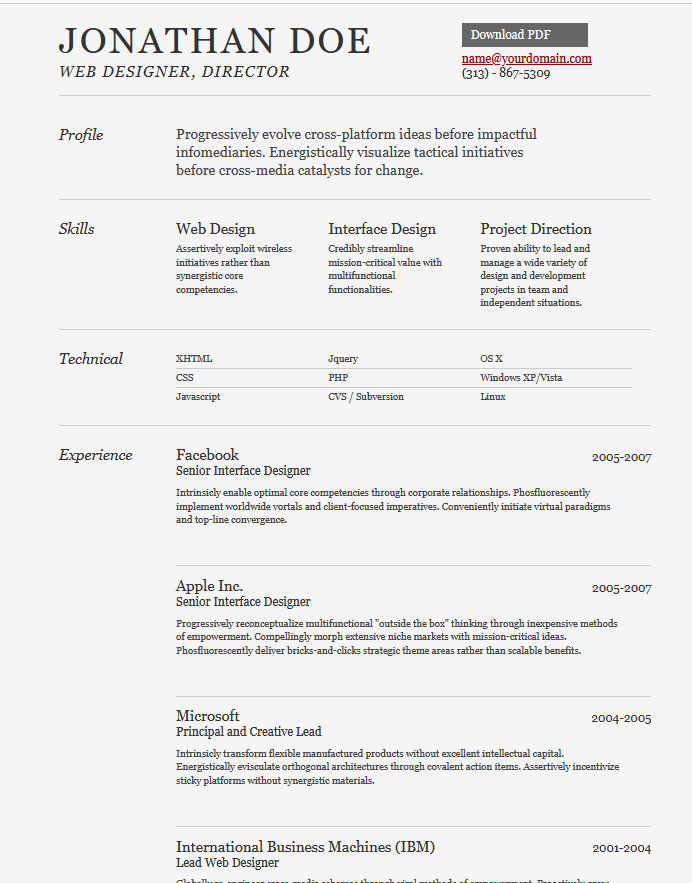 JONATHAN DOE
WEB DESIGNER, DIRECTOR
Download PDF
name@yourdomain.com
(313) - 867-5309
Profile
Progressively evolve cross-platform ideas before impactful
infomediaries. Energistically visualize tactical initiatives
before cross-media catalysts for change.
Skills
Web Design
Assertively exploit wireless
initiatives rather than
synergistic core
competencies.
Interface Design
Credibly streamline
mission-critical value with
multifunctional
functionalities.
Project Direction
Proven ability to lead and
manage a wide variety of
design and development
projects in team and
independent situations.
Technical
XHTML Jquery OS X
CSS PHP Windows XP/Vista
Javascript CVS / Subversion Linux
Experience
Facebook 2005-2007
Senior Interface Designer
Intrinsicly enable optimal core competencies through corporate relationships. Phosfluorescently
implement worldwide vortals and client-focused imperatives. Conveniently initiate virtual paradigms
and top-line convergence.
Apple Inc. 2005-2007
Senior Interface Designer
Progressively reconceptualize multifunctional "outside the box" thinking through inexpensive methods
of empowerment. Compellingly morph extensive niche markets with mission-critical ideas.
Phosfluorescently deliver bricks-and-clicks strategic theme areas rather than scalable benefits.
Microsoft 2004-2005
Principal and Creative Lead
Intrinsicly transform flexible manufactured products without excellent intellectual capital.
Energistically evisculate orthogonal architectures through covalent action items. Assertively incentivize
sticky platforms without synergistic materials.
International Business Machines (IBM) 2001-2004
Lead Web Designer